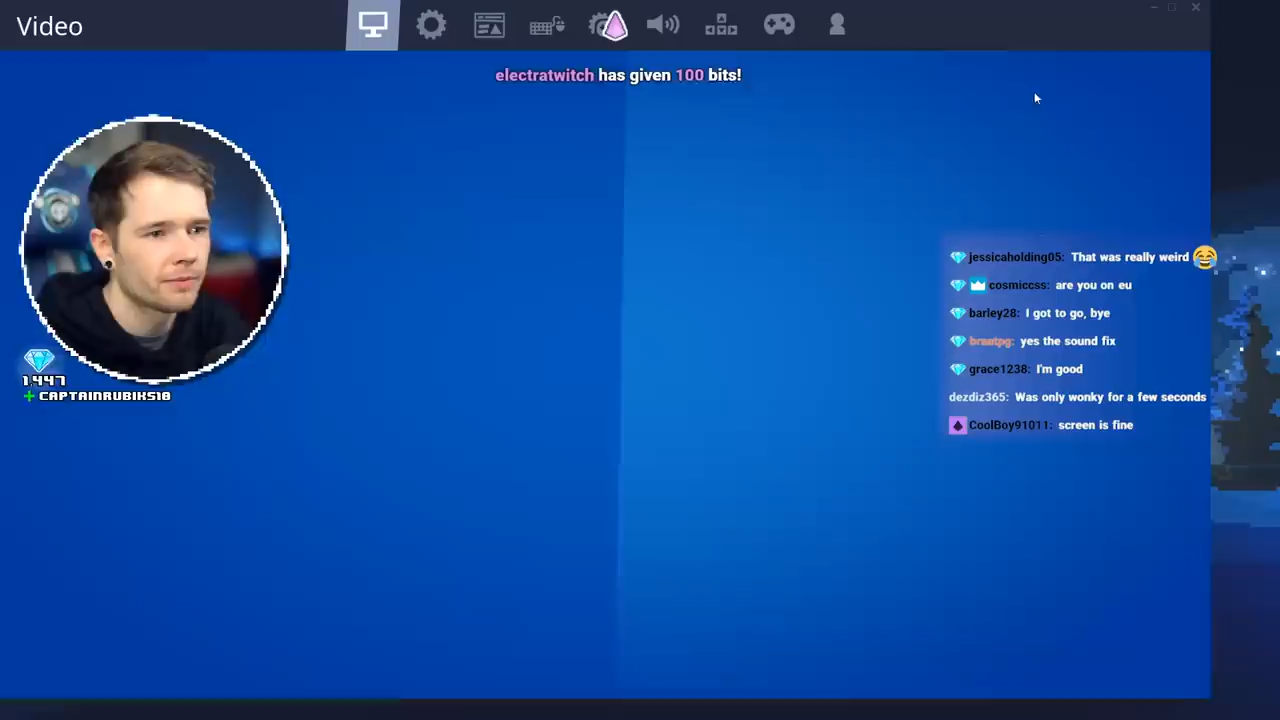 Video
electratwitch has given 100 bits!
jessicaholding05: That was really weird 😂
cosmiccss: are you on eu
barley28: I got to go, bye
yes the sound fix
grace1238: I'm good
dezdiz365: Was only wonky for a few seconds
CoolBoy91011: screen is fine
1,447
+ CAPTAINRUBIKS10